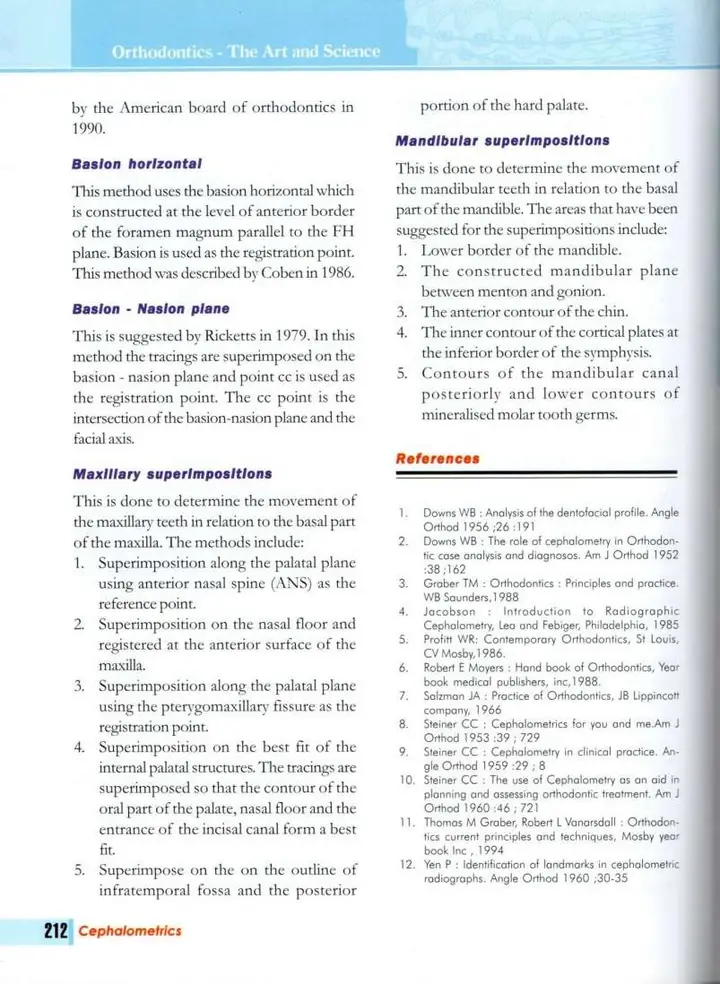 Orthodontics - The Art and Science
by the American board of orthodontics in
1990.
Basion horizontal
This method uses the basion horizontal which
is constructed at the level of anterior border
of the foramen magnum parallel to the FH
plane. Basion is used as the registration point.
This method was described by Coben in 1986.
Basion - Nasion plane
This is suggested by Ricketts in 1979. In this
method the tracings are superimposed on the
basion - nasion plane and point cc is used as
the registration point. The cc point is the
intersection of the basion-nasion plane and the
facial axis.
Maxillary superimpositions
This is done to determine the movement of
the maxillary teeth in relation to the basal part
of the maxilla. The methods include:
1. Superimposition along the palatal plane
using anterior nasal spine (ANS) as the
reference point.
2. Superimposition on the nasal floor and
registered at the anterior surface of the
maxilla.
3. Superimposition along the palatal plane
using the pterygomaxillary fissure as the
registration point.
4. Superimposition on the best fit of the
internal palatal structures. The tracings are
superimposed so that the contour of the
oral part of the palate, nasal floor and the
entrance of the incisal canal form a best
fit.
5. Superimpose on the on the outline of
infratemporal fossa and the posterior
portion of the hard palate.
Mandibular superimpositions
This is done to determine the movement of
the mandibular teeth in relation to the basal
part of the mandible. The areas that have been
suggested for the superimpositions include:
1. Lower border of the mandible.
2. The constructed mandibular plane
between menton and gonion.
3. The anterior contour of the chin.
4. The inner contour of the cortical plates at
the inferior border of the symphysis.
5. Contours of the mandibular canal
posteriorly and lower contours of
mineralised molar tooth germs.
References
1. Downs WB : Analysis of the dentofacial profile. Angle
Orthod 1956 ;26 :191
2. Downs WB : The role of cephalometry in Orthodon-
tic case analysis and diagnosos. Am J Orthod 1952
:38 ;162
3. Graber TM : Orthodontics : Principles and practice.
WB Saunders,1988
4. Jacobson : Introduction to Radiographic
Cephalometry, Lea and Febiger, Philadelphia, 1985
5. Profitt WR: Contemporary Orthodontics, St Louis,
CV Mosby,1986.
6. Robert E Moyers : Hand book of Orthodontics, Year
book medical publishers, inc,1988.
7. Salzman JA : Practice of Orthodontics, JB Lippincott
company, 1966
8. Steiner CC : Cephalometrics for you and me.Am J
Orthod 1953 :39 ; 729
9. Steiner CC : Cephalometry in clinical practice. An-
gle Orthod 1959 :29 ; 8
10. Steiner CC : The use of Cephalometry as an aid in
planning and assessing orthodontic treatment. Am J
Orthod 1960 :46 ; 721
11. Thomas M Graber, Robert L Vanarsdall : Orthodon-
tics current principles and techniques, Mosby year
book Inc , 1994
12. Yen P : Identification of landmarks in cephalometric
radiographs. Angle Orthod 1960 ;30-35
212 Cephalometrics